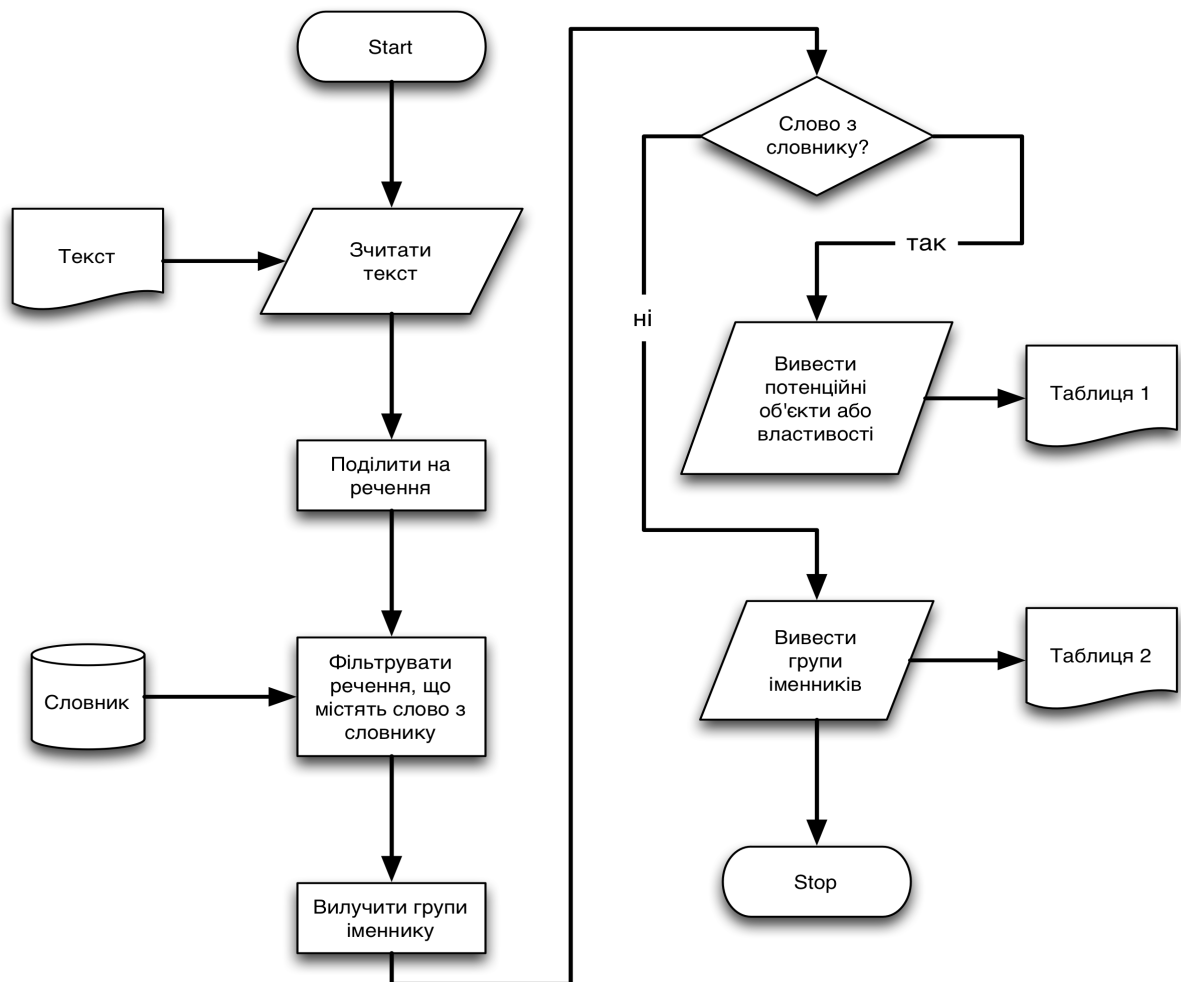 Start
Текст
Зчитати
текст
Поділити на
речення
Словник
Фільтрувати
речення, що
містять слово з
словнику
Вилучити групи
іменнику
Слово з
словнику?
так
ні
Вивести
потенційні
об'єкти або
властивості
Таблиця 1
Вивести
групи
іменників
Таблиця 2
Stop